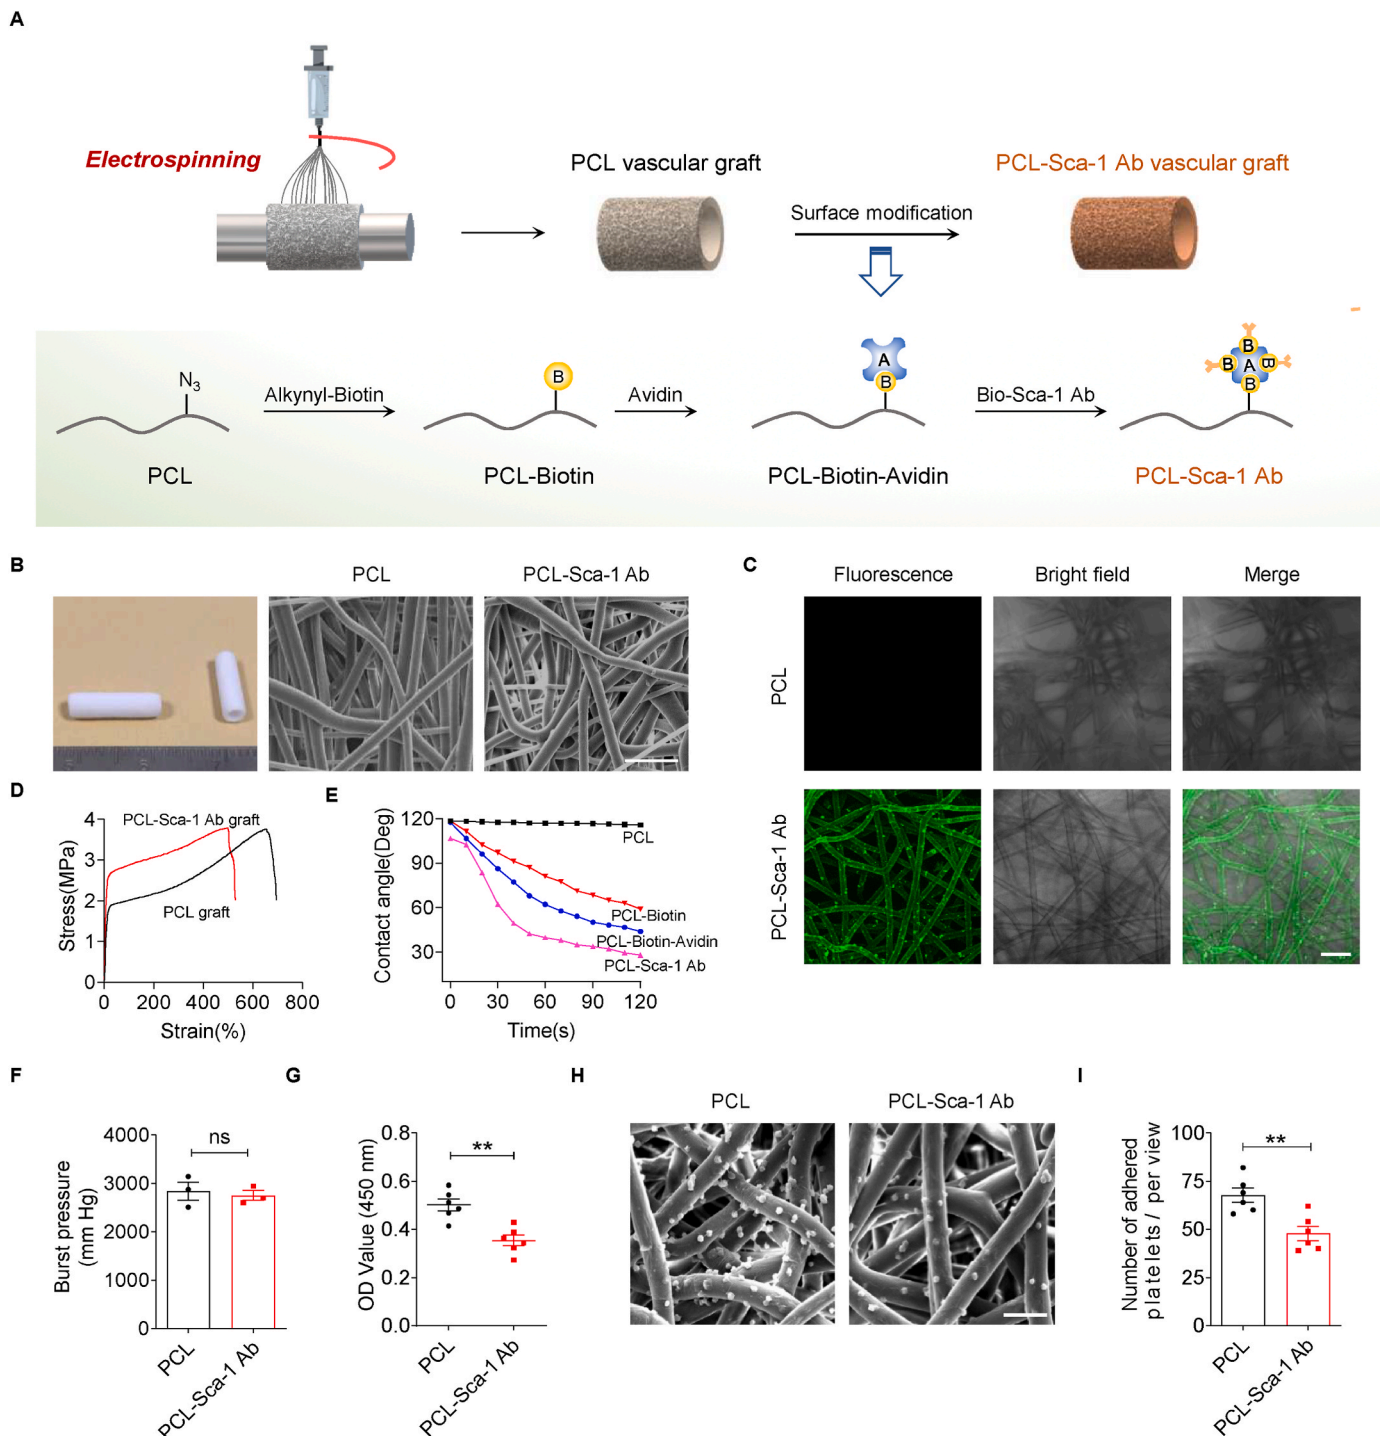 A
Electrospinning
PCL vascular graft
PCL-Sca-1 Ab vascular graft
Surface modification
N3
Alkynyl-Biotin
B
Avidin
A
B
Bio-Sca-1 Ab
B
B
A
B
B
PCL
PCL-Biotin
PCL-Biotin-Avidin
PCL-Sca-1 Ab
B
PCL
PCL-Sca-1 Ab
C
Fluorescence
Bright field
Merge
PCL
PCL-Sca-1 Ab
D
Stress(MPa)
4
3
2
1
0
PCL-Sca-1 Ab graft
PCL graft
0
200
400
600
800
Strain(%)
E
Contact angle(Deg)
120
90
60
30
PCL
PCL-Biotin
PCL-Biotin-Avidin
PCL-Sca-1 Ab
0
30
60
90
120
Time(s)
F
Burst pressure
(mm Hg)
4000
3000
2000
1000
0
ns
PCL
PCL-Sca-1 Ab
G
OD Value (450 nm)
0.8
0.6
0.4
0.2
0.0
**
PCL
PCL-Sca-1 Ab
H
PCL
PCL-Sca-1 Ab
I
Number of adhered
platelets / per view
100
75
50
25
0
**
PCL
PCL-Sca-1 Ab